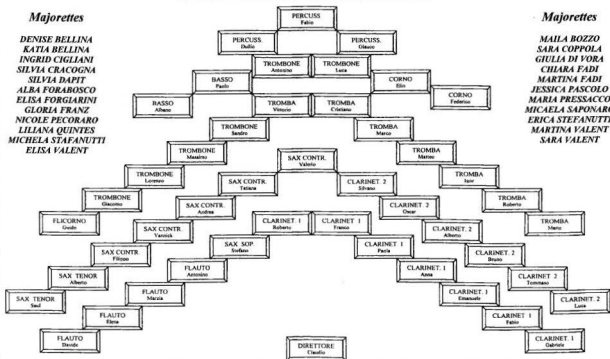 Majorettes
DENISE BELLINA
KATIA BELLINA
INGRID CIGLIANI
SILVIA CRACOGNA
SILVIA DAPIT
ALBA FORABOSCO
ELISA FORGIARINI
GLORIA FRANZ
NICOLE PECORARO
LILIANA QUINTES
MICHELA STAFANUTTI
ELISA VALENT
Majorettes
MAILA BOZZO
SARA COPPOLA
GIULIA DI VORA
CHIARA FADI
MARTINA FADI
JESSICA PASCOLO
MARIA PRESSACCO
MICAELA SAPONARO
ERICA STEFANUTTI
MARTINA VALENT
SARA VALENT
PERCUSS.
Fabio
PERCUSS.
Duilio
PERCUSS.
Glauco
TROMBONE
Antonino
TROMBONE
Luca
BASSO
Paolo
CORNO
Elio
BASSO
Albano
TROMBA
Vittorio
TROMBA
Cristiano
CORNO
Federico
TROMBONE
Sandro
TROMBA
Marco
TROMBONE
Massimo
SAX CONTR.
Valerio
TROMBA
Matteo
TROMBONE
Lorenzo
SAX CONTR.
Tatiana
CLARINET. 2
Silvano
TROMBA
Igor
TROMBONE
Giacomo
SAX CONTR.
Andrea
CLARINET. 2
Oscar
TROMBA
Roberto
FLICORNO
Guido
SAX CONTR.
Yannick
SAX SOP.
Stefano
CLARINET. 1
Roberto
CLARINET. 1
Franco
CLARINET. 1
Paola
CLARINET. 2
Alberto
TROMBA
Mario
SAX CONTR.
Filippo
FLAUTO
Antonino
CLARINET. 1
Anna
CLARINET. 2
Bruno
SAX TENOR
Alberto
FLAUTO
Marzia
CLARINET. 1
Emanuele
CLARINET. 2
Tommaso
SAX TENOR
Saul
FLAUTO
Elena
CLARINET. 1
Fabio
CLARINET. 2
Luca
FLAUTO
Davide
DIRETTORE
Claudio
CLARINET. 1
Gabriele